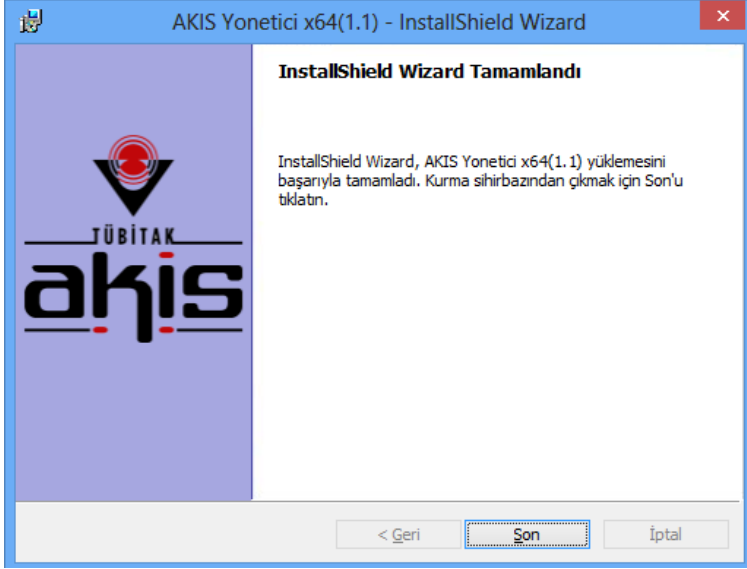 AKIS Yonetici x64(1.1) - InstallShield Wizard
InstallShield Wizard Tamamlandı
InstallShield Wizard, AKIS Yonetici x64(1.1) yüklemesini
başarıyla tamamladı. Kurma sihirbazından çıkmak için Son'u
tıklatın.
TÜBİTAK
akis
< Geri
Son
İptal